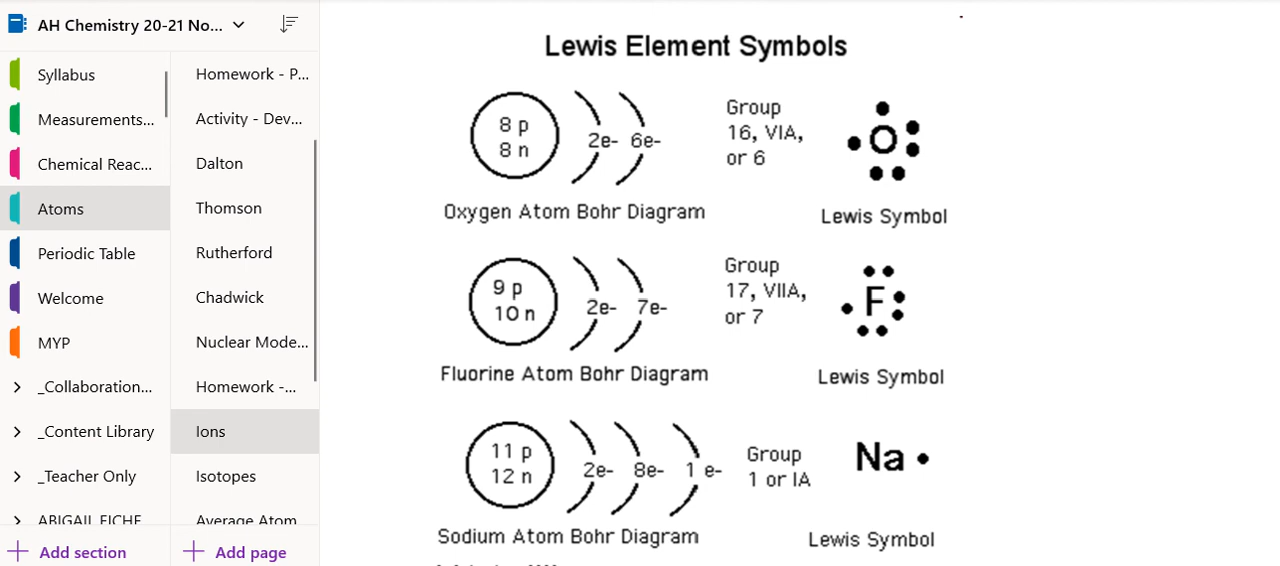 AH Chemistry 20-21 No...
Syllabus
Measurements...
Chemical Reac...
Atoms
Periodic Table
Welcome
MYP
_Collaboration...
_Content Library
_Teacher Only
Add section
Homework - P...
Activity - Dev...
Dalton
Thomson
Rutherford
Chadwick
Nuclear Mode...
Homework -...
Ions
Isotopes
Average Atom
Add page
Lewis Element Symbols
8 p
8 n
2e- 6e-
Group
16, VIA,
or 6
O
Oxygen Atom Bohr Diagram
Lewis Symbol
9 p
10 n
2e- 7e-
Group
17, VIIA,
or 7
F
Fluorine Atom Bohr Diagram
Lewis Symbol
11 p
12 n
2e- 8e- 1 e-
Group
1 or IA
Na
Sodium Atom Bohr Diagram
Lewis Symbol